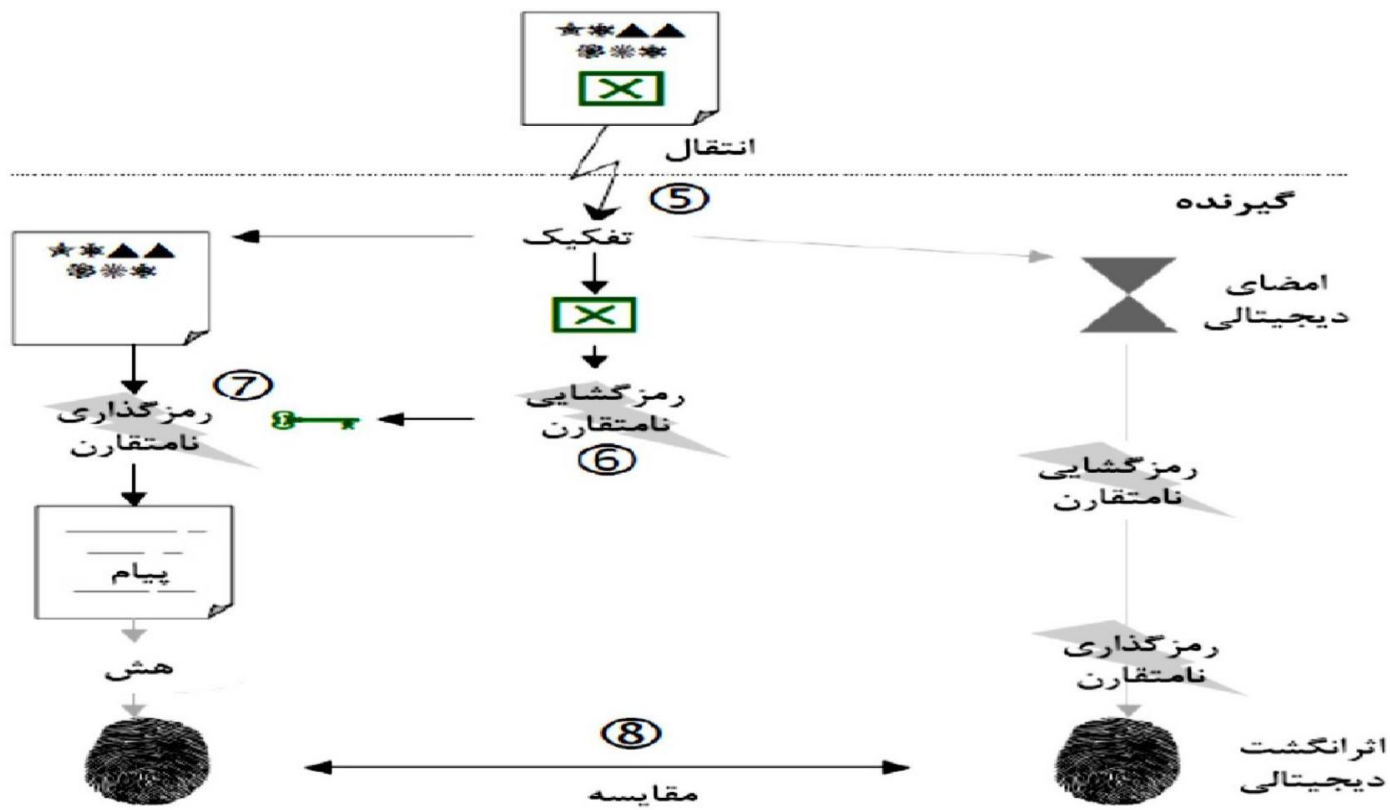 انتقال
⑤
گیرنده
تفکیک
امضای
دیجیتالی
⑦
رمزگشایی
نامتقارن
⑥
رمزگذاری
نامتقارن
رمزگشایی
نامتقارن
پیام
هش
رمزگذاری
نامتقارن
⑧
مقایسه
اثرانگشت
دیجیتالی